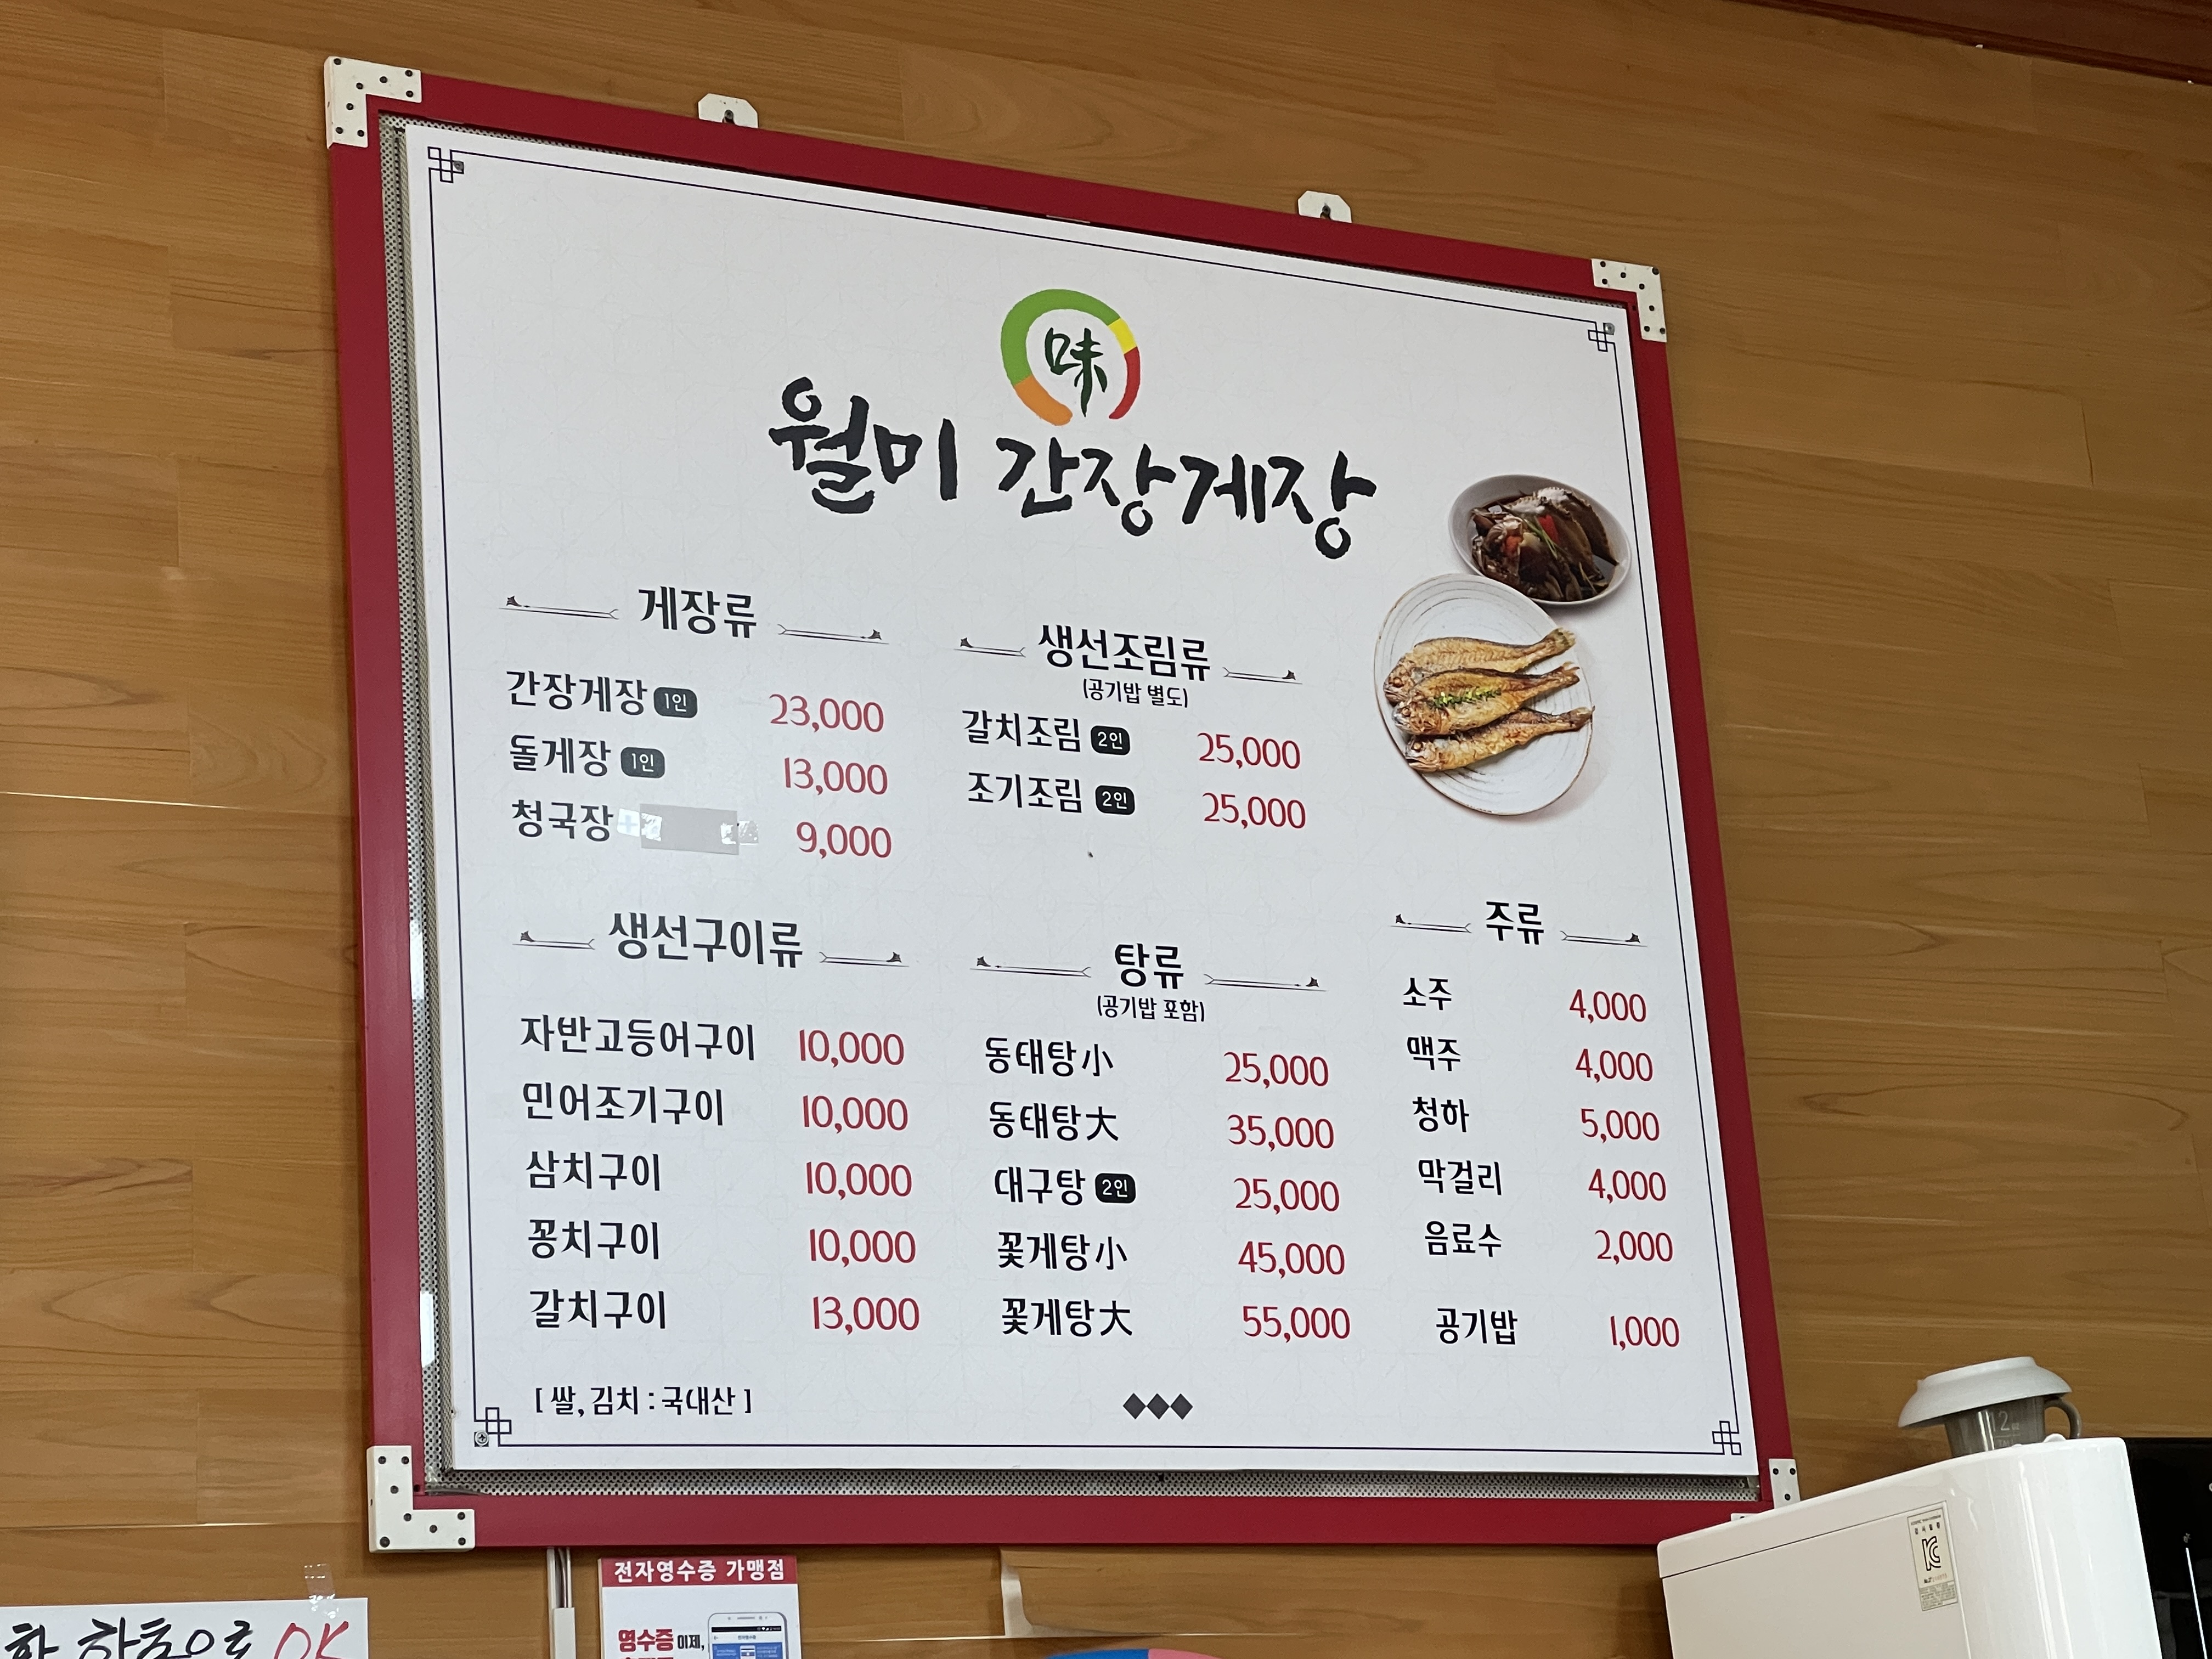 味
월미 간장게장
게장류
간장게장 1인 23,000
돌게장 1인 13,000
청국장 9,000
생선조림류
(공기밥 별도)
갈치조림 2인 25,000
조기조림 2인 25,000
생선구이류
자반고등어구이 10,000
민어조기구이 10,000
삼치구이 10,000
꽁치구이 10,000
갈치구이 13,000
탕류
(공기밥 포함)
동태탕小 25,000
동태탕大 35,000
대구탕 2인 25,000
꽃게탕小 45,000
꽃게탕大 55,000
주류
소주 4,000
맥주 4,000
청하 5,000
막걸리 4,000
음료수 2,000
공기밥 1,000
[ 쌀, 김치 : 국내산 ]
전자영수증 가맹점
영수증 이제,
OK